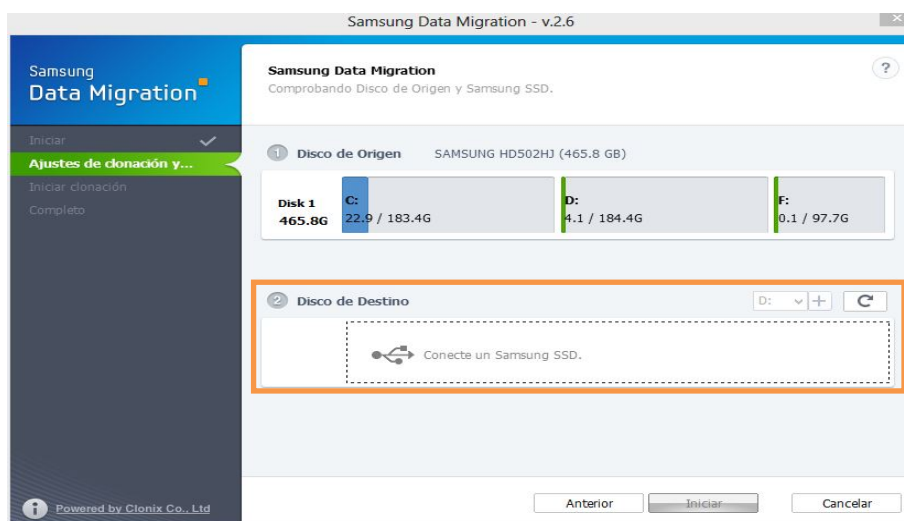 Samsung Data Migration - v.2.6
Samsung
Data Migration
Samsung Data Migration
Comprobando Disco de Origen y Samsung SSD.
?
Iniciar
Ajustes de clonación y...
Iniciar clonación
Completo
1 Disco de Origen SAMSUNG HD502HJ (465.8 GB)
Disk 1
465.8G
C:
22.9 / 183.4G
D:
4.1 / 184.4G
F:
0.1 / 97.7G
2 Disco de Destino D: +
Conecte un Samsung SSD.
i Powered by Clonix Co., Ltd
Anterior Iniciar Cancelar